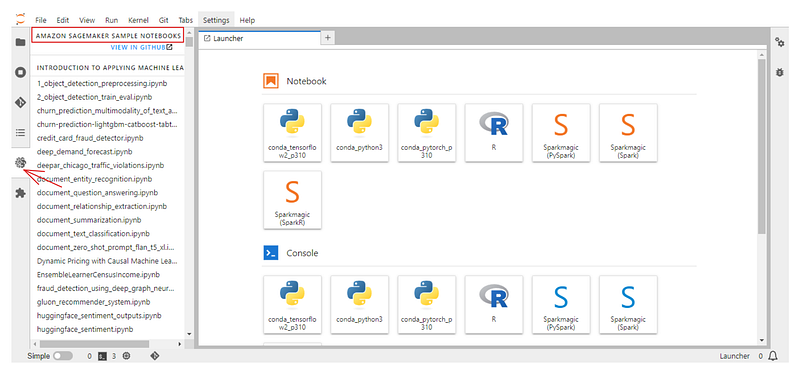 File Edit View Run Kernel Git Tabs Settings Help
AMAZON SAGEMAKER SAMPLE NOTEBOOKS
VIEW IN GITHUB
INTRODUCTION TO APPLYING MACHINE LEA
1_object_detection_preprocessing.ipynb
2_object_detection_train_eval.ipynb
churn_prediction_multimodality_of_text_a...
churn-prediction-lightgbm-catboost-tabt...
credit_card_fraud_detector.ipynb
deep_demand_forecast.ipynb
deepar_chicago_traffic_violations.ipynb
document_entity_recognition.ipynb
document_question_answering.ipynb
document_relationship_extraction.ipynb
document_summarization.ipynb
document_text_classification.ipynb
document_zero_shot_prompt_flan_t5_xl.i...
Dynamic Pricing with Causal Machine Lea...
EnsembleLearnerCensusIncome.ipynb
fraud_detection_using_deep_graph_neur...
gluon_recommender_system.ipynb
huggingface_sentiment_outputs.ipynb
huggingface_sentiment.ipynb
Launcher
+
Notebook
conda_tensorflow2_p310
conda_python3
conda_pytorch_p310
R
R
Sparkmagic
(PySpark)
Sparkmagic
(Spark)
Sparkmagic
(SparkR)
Console
conda_tensorflow2_p310
conda_python3
conda_pytorch_p310
R
R
Sparkmagic
(PySpark)
Sparkmagic
(Spark)
Simple 0 3
Launcher 0